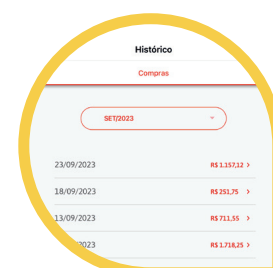 Histórico
Compras
SET/2023
23/09/2023 R$ 1.157,12
18/09/2023 R$ 251,75
13/09/2023 R$ 711,55
/2023 R$ 1.718,25